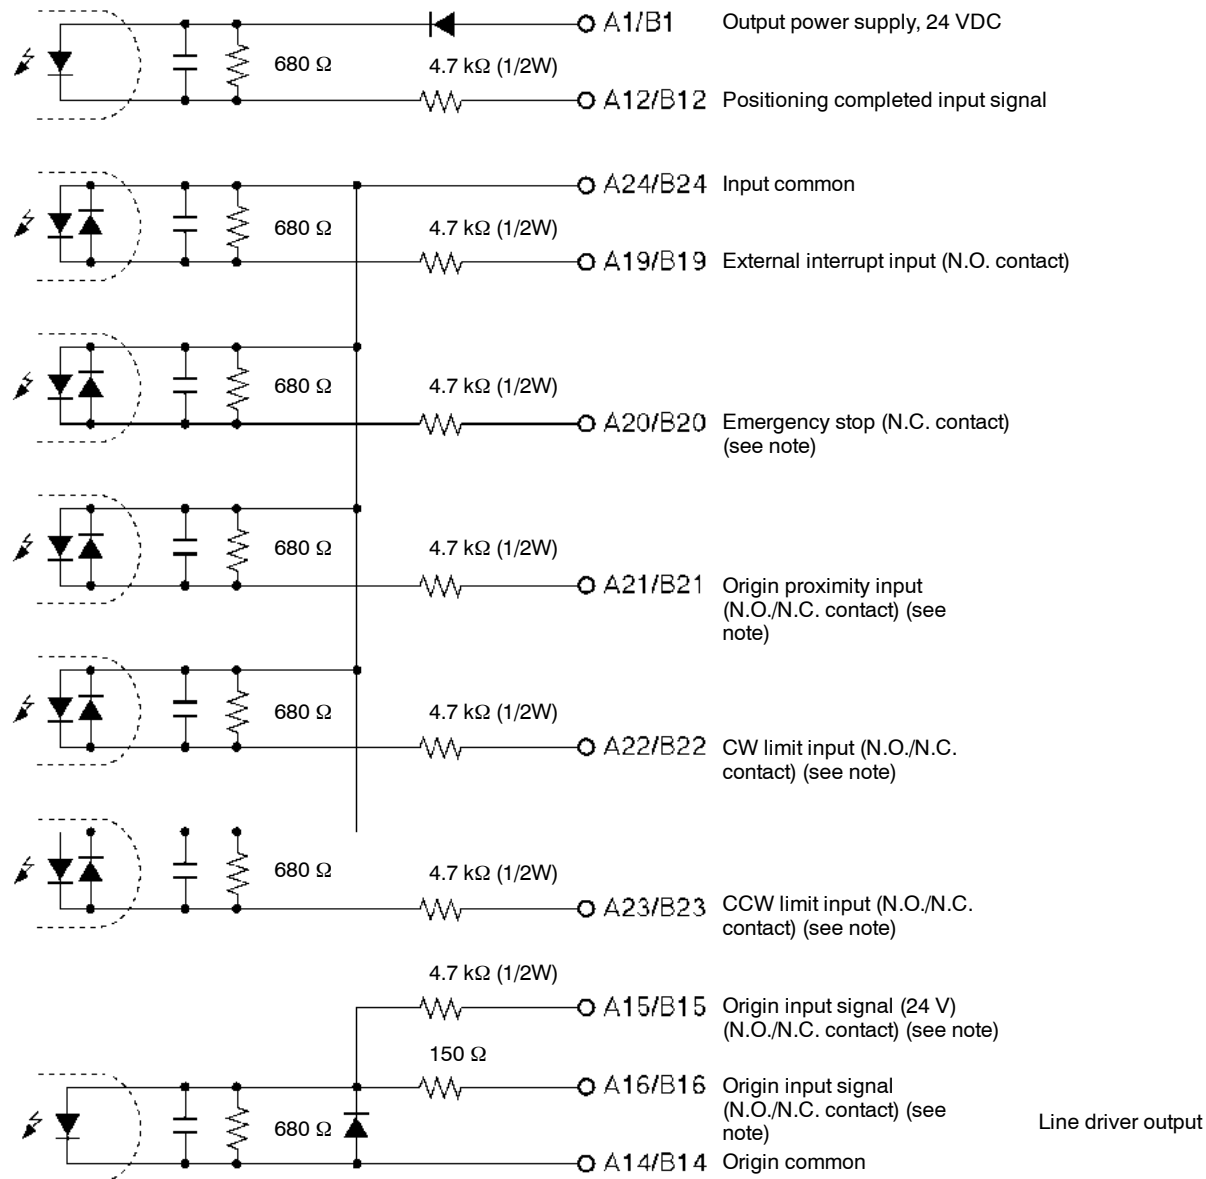 A1/B1 Output power supply, 24 VDC
680 Ω 4.7 kΩ (1/2W)
A12/B12 Positioning completed input signal
A24/B24 Input common
680 Ω 4.7 kΩ (1/2W)
A19/B19 External interrupt input (N.O. contact)
680 Ω 4.7 kΩ (1/2W)
A20/B20 Emergency stop (N.C. contact)
(see note)
680 Ω 4.7 kΩ (1/2W)
A21/B21 Origin proximity input
(N.O./N.C. contact) (see
note)
680 Ω 4.7 kΩ (1/2W)
A22/B22 CW limit input (N.O./N.C.
contact) (see note)
680 Ω 4.7 kΩ (1/2W)
A23/B23 CCW limit input (N.O./N.C.
contact) (see note)
4.7 kΩ (1/2W)
A15/B15 Origin input signal (24 V)
(N.O./N.C. contact) (see note)
150 Ω
A16/B16 Origin input signal
(N.O./N.C. contact) (see
note)
Line driver output
680 Ω
A14/B14 Origin common